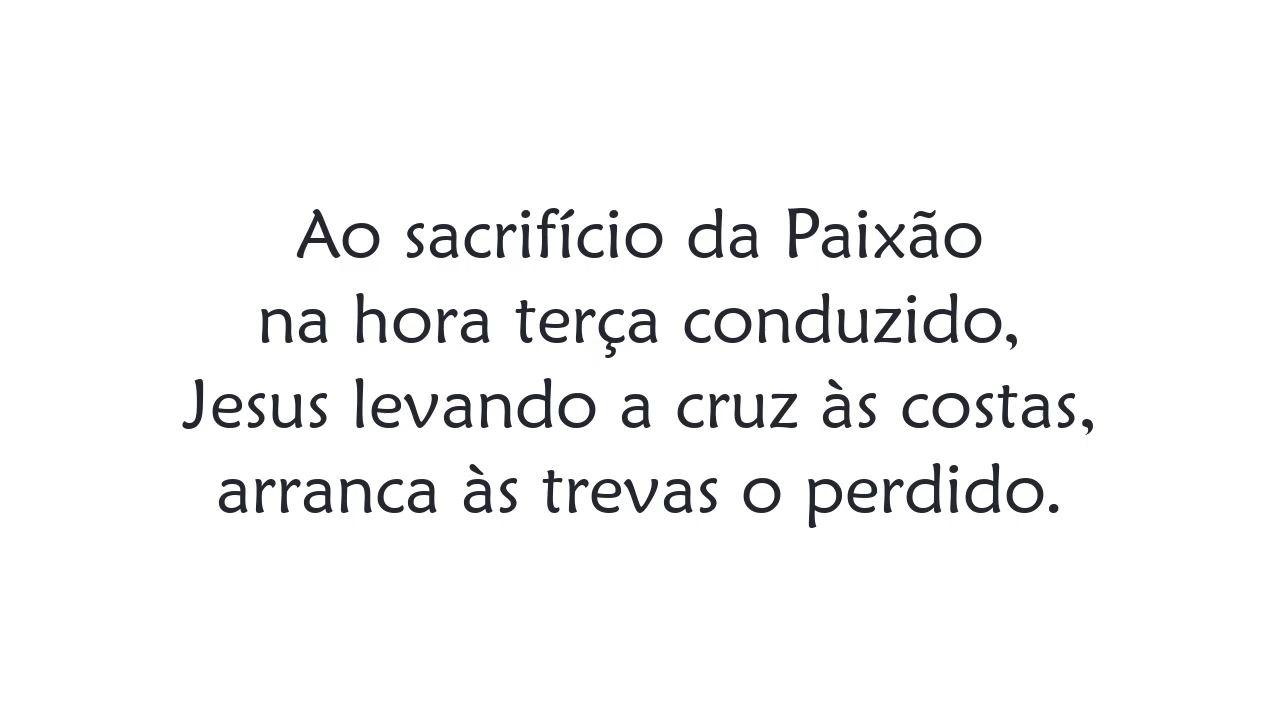 Ao sacrifício da Paixão
na hora terça conduzido,
Jesus levando a cruz às costas,
arranca às trevas o perdido.